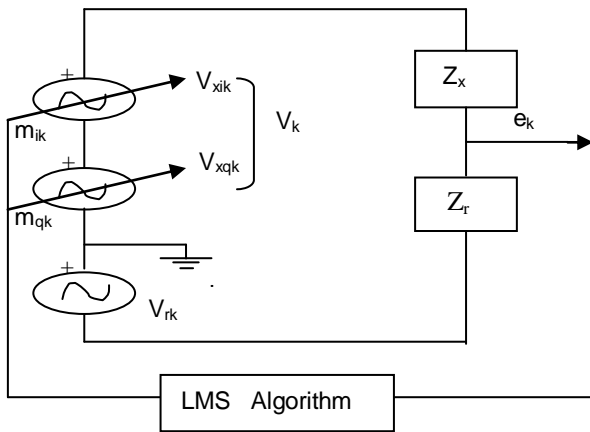 +
V_xik
m_ik
Z_x
V_k
e_k
+
V_xqk
m_qk
Z_r
+
V_rk
LMS Algorithm